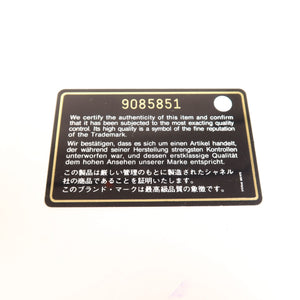 9085851
We certify the authenticity of this item and confirm
that it has been subjected to the most exacting quality
control. Its high quality is a symbol of the fine reputation
of the Trademark.
Wir bestätigen, dass es sich um einen Artikel handelt,
der während seiner Herstellung strengsten Kontrollen
unterworfen war, und dessen erstklassige Qualität
dem hohen Ansehen unserer Marke entspricht.
この製品は厳しい管理のもとに製造されたシャネル
社の商品であることを証明いたします。
このブランド・マークは最高級品質の象徴です。